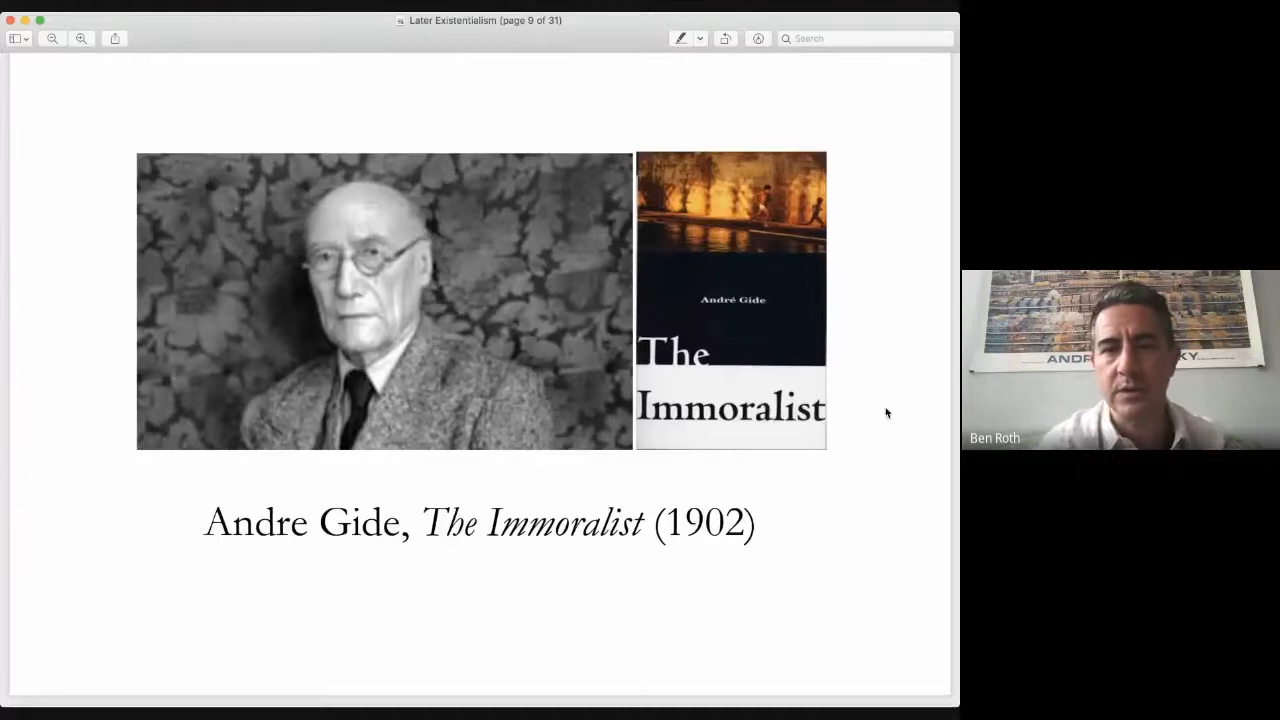 Later Existentialism (page 9 of 31)
Search
André Gide
The
Immoralist
Andre Gide, The Immoralist (1902)
Ben Roth